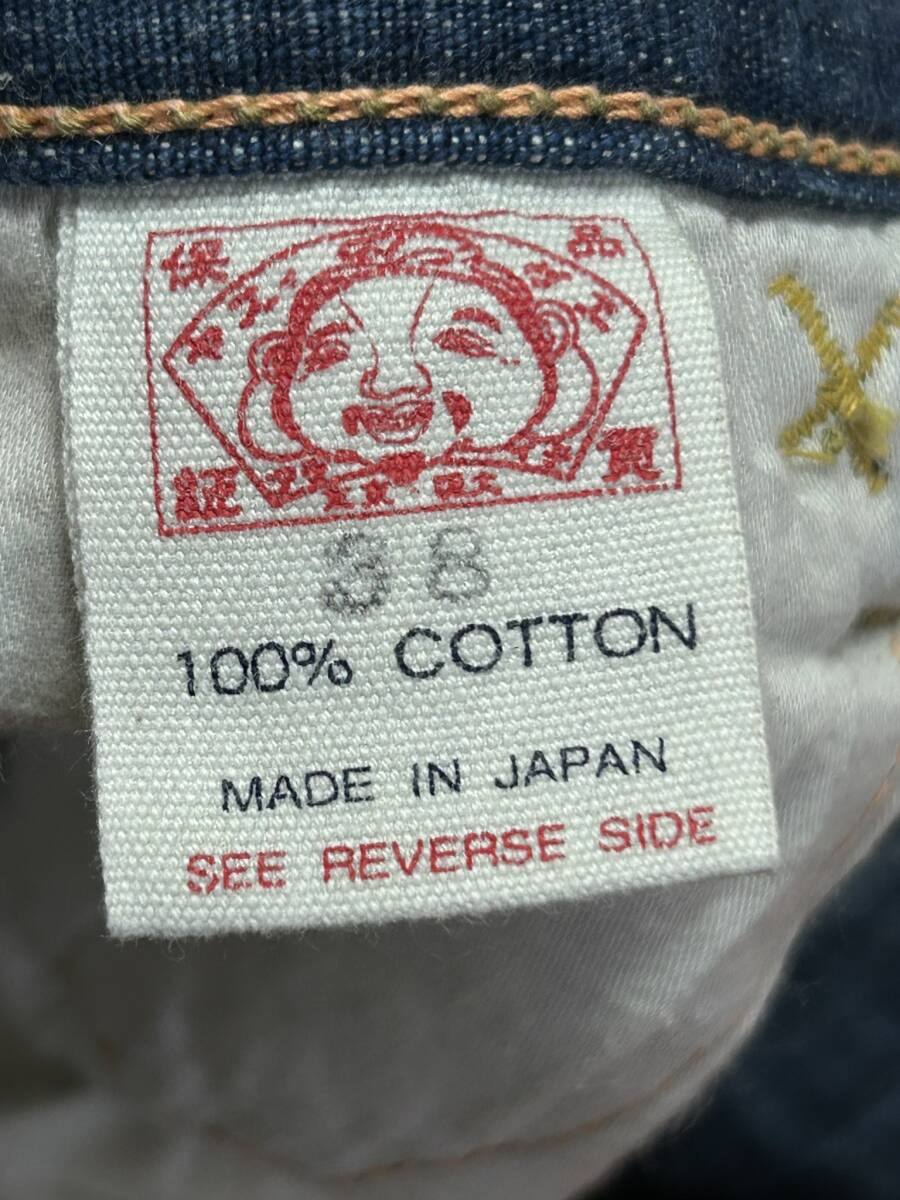 保 品
証 質
38
100% COTTON
MADE IN JAPAN
SEE REVERSE SIDE